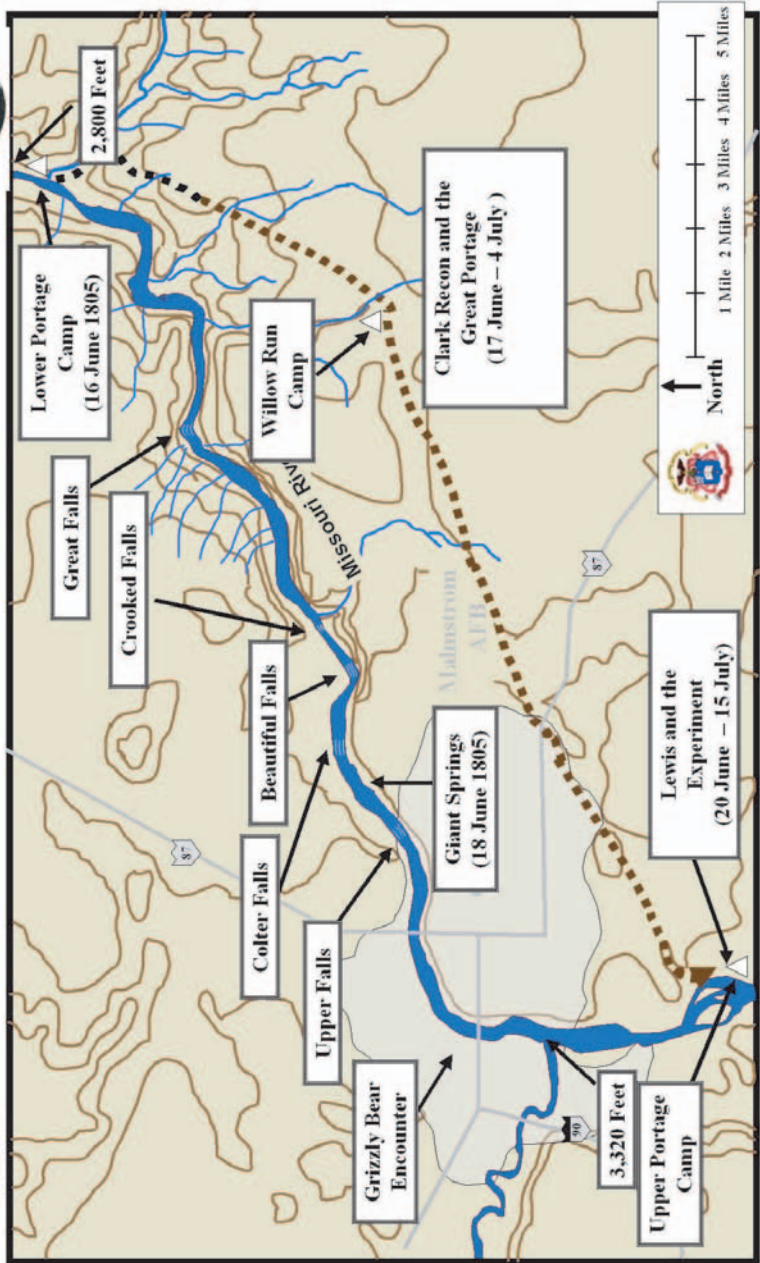 Lower Portage
Camp
(16 June 1805)
2,800 Feet
Great Falls
Crooked Falls
87
Beautiful Falls
Colter Falls
Willow Run
Camp
Missouri Riv
Upper Falls
Grizzly Bear
Encounter
Malmstrom
AFB
Giant Springs
(18 June 1805)
Clark Recon and the
Great Portage
(17 June – 4 July )
87
90
3,320 Feet
Upper Portage
Camp
Lewis and the
Experiment
(20 June – 15 July)
North
1 Mile 2 Miles 3 Miles 4 Miles 5 Miles